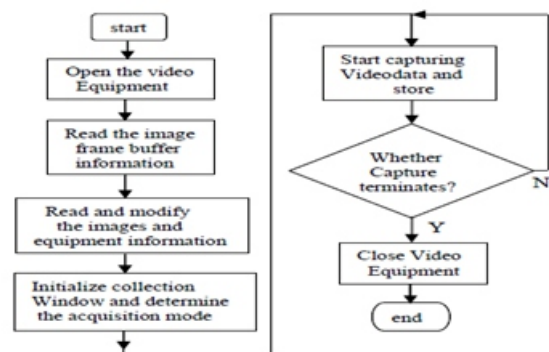 start
Open the video
Equipment
Read the image
frame buffer
information
Read and modify
the images and
equipment information
Initialize collection
Window and determine
the acquisition mode
Start capturing
Videodata and
store
Whether
Capture
terminates?
N
Y
Close Video
Equipment
end